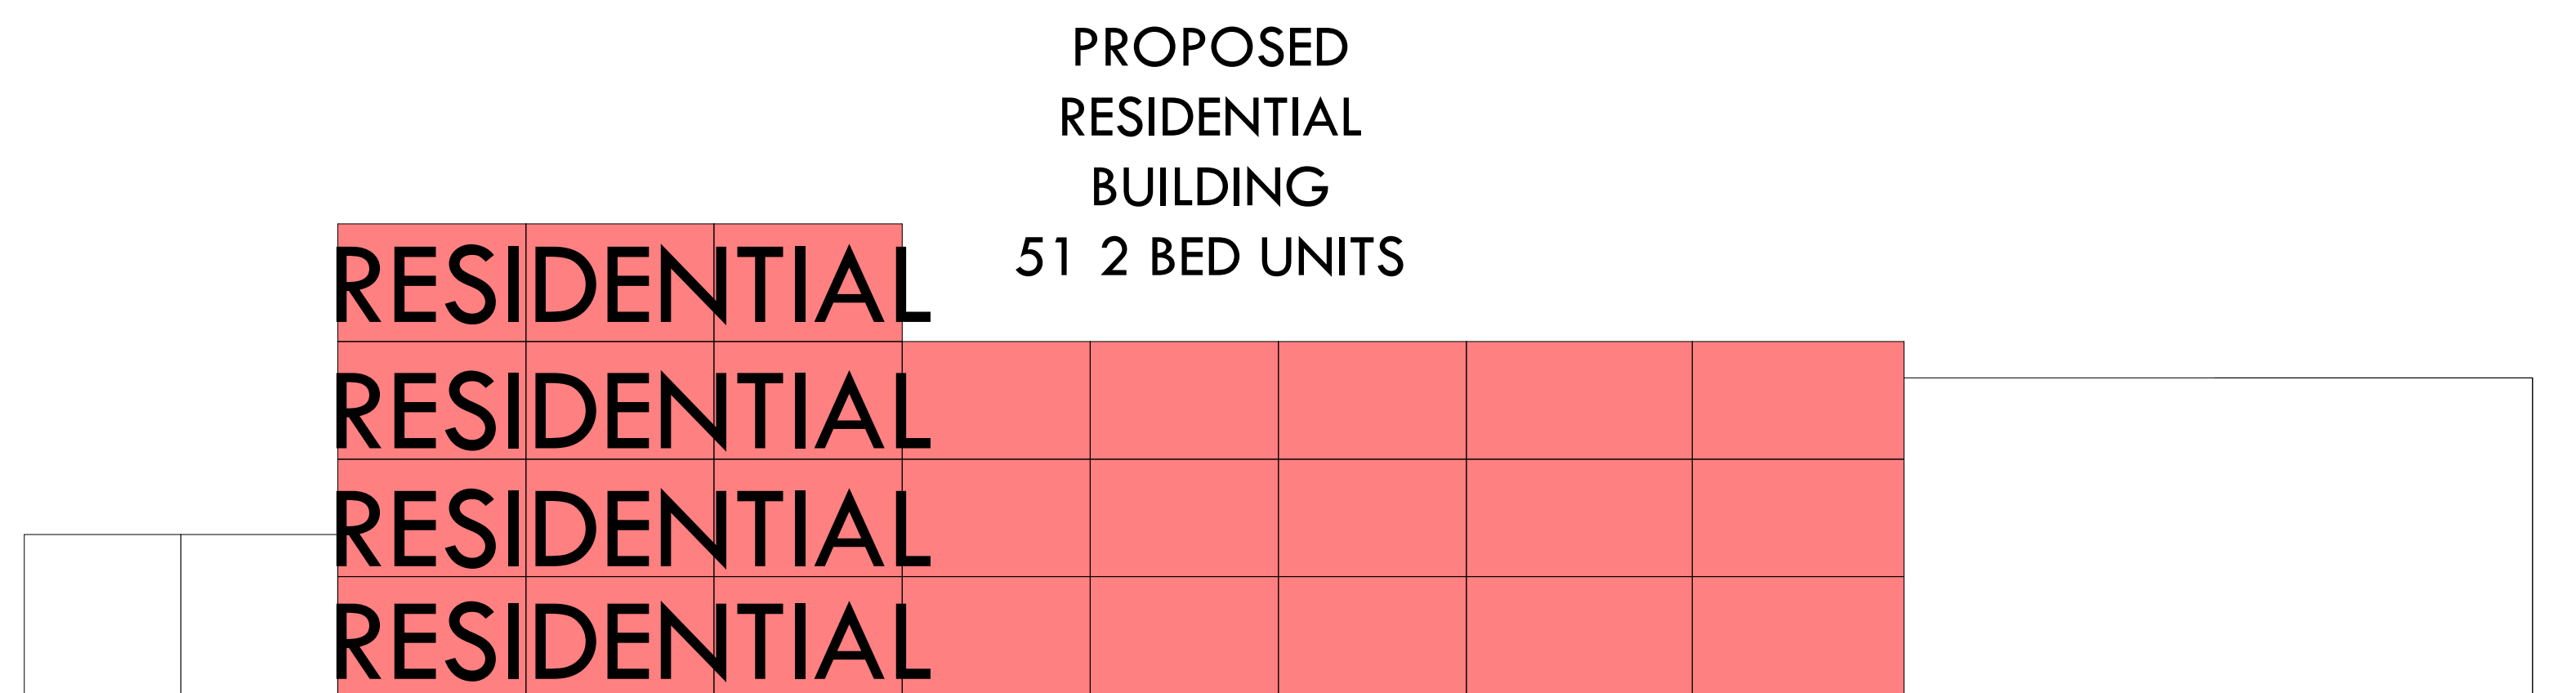 PROPOSED
RESIDENTIAL
BUILDING
51 2 BED UNITS
RESIDENTIAL
RESIDENTIAL
RESIDENTIAL
RESIDENTIAL